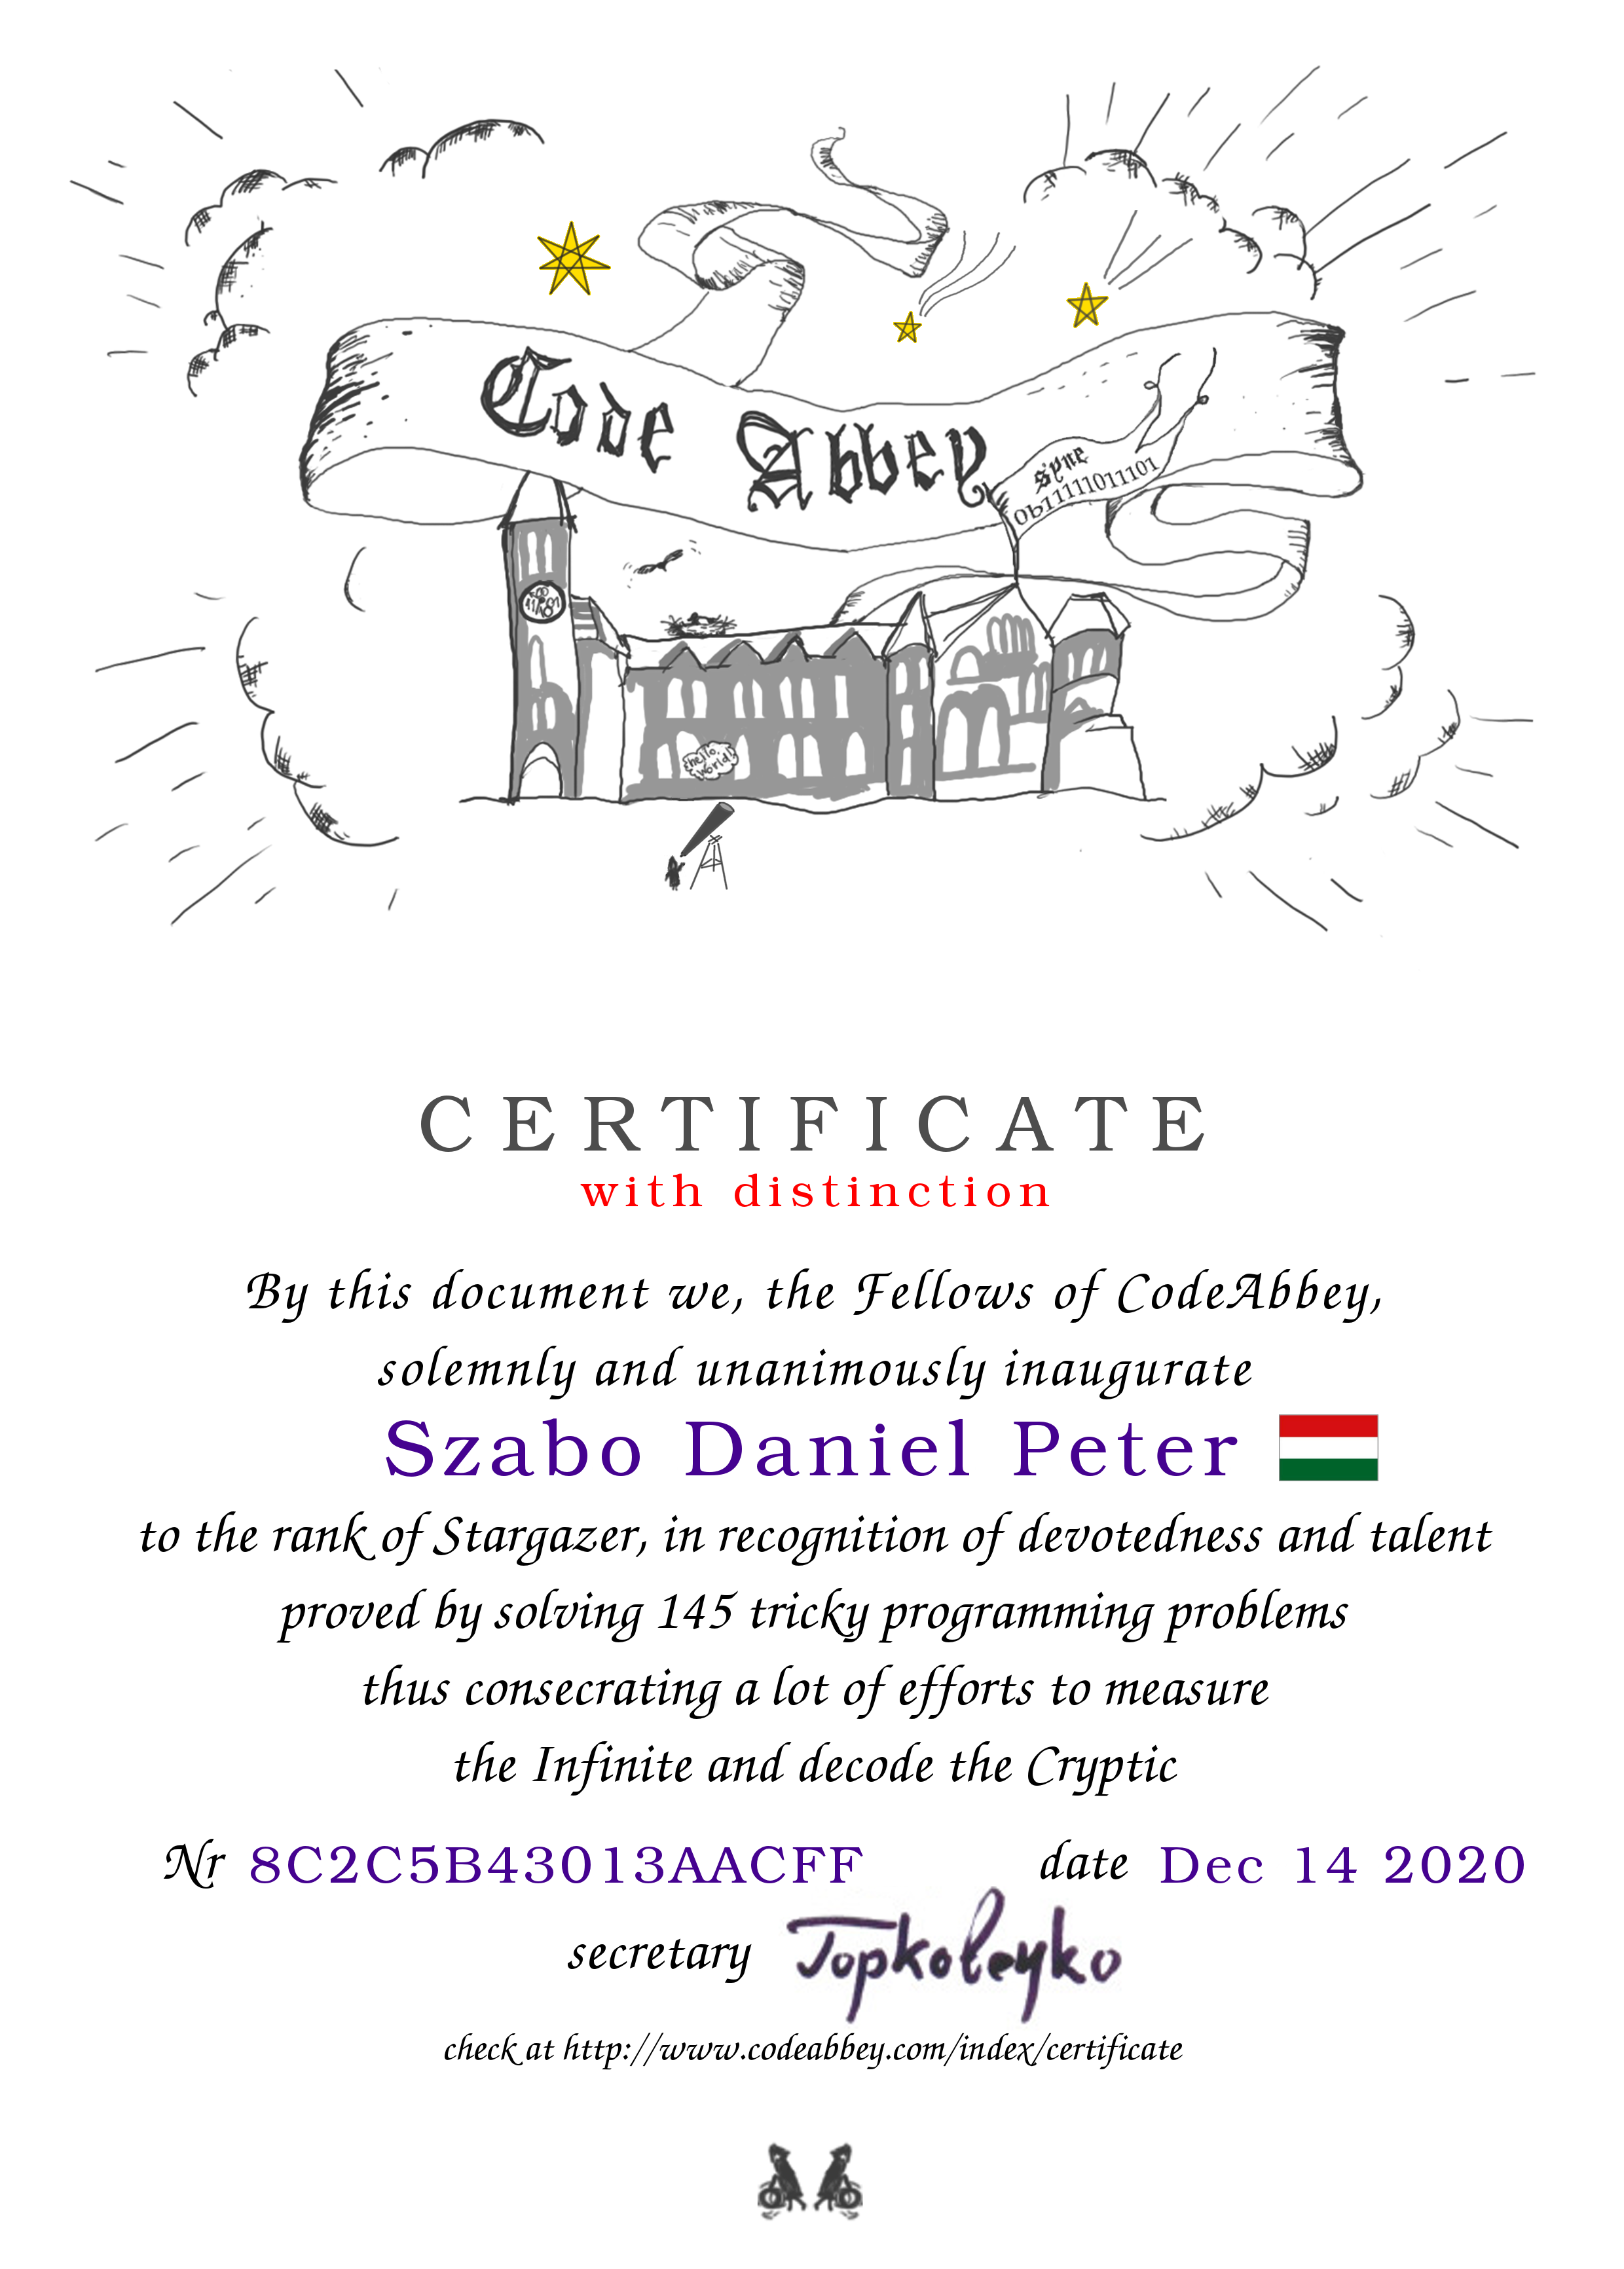 Code Abbey
syne
0b11111011101
hello,
world!
CERTIFICATE
with distinction
By this document we, the Fellows of CodeAbbey,
solemnly and unanimously inaugurate
Szabo Daniel Peter
to the rank of Stargazer, in recognition of devotedness and talent
proved by solving 145 tricky programming problems
thus consecrating a lot of efforts to measure
the Infinite and decode the Cryptic
Nr 8C2C5B43013AACFF date Dec 14 2020
secretary Topkoleyko
check at http://www.codeabbey.com/index/certificate